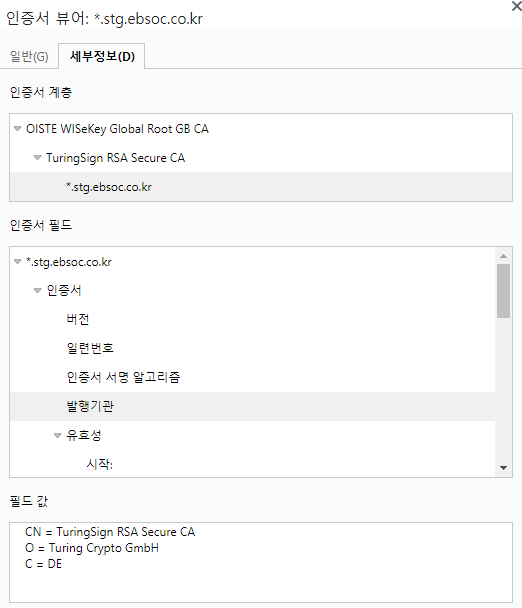 인증서 뷰어: *.stg.ebsoc.co.kr
일반(G) 세부정보(D)
인증서 계층
OISTE WISeKey Global Root GB CA
TuringSign RSA Secure CA
*.stg.ebsoc.co.kr
인증서 필드
*.stg.ebsoc.co.kr
인증서
버전
일련번호
인증서 서명 알고리즘
발행기관
유효성
시작:
필드 값
CN = TuringSign RSA Secure CA
O = Turing Crypto GmbH
C = DE